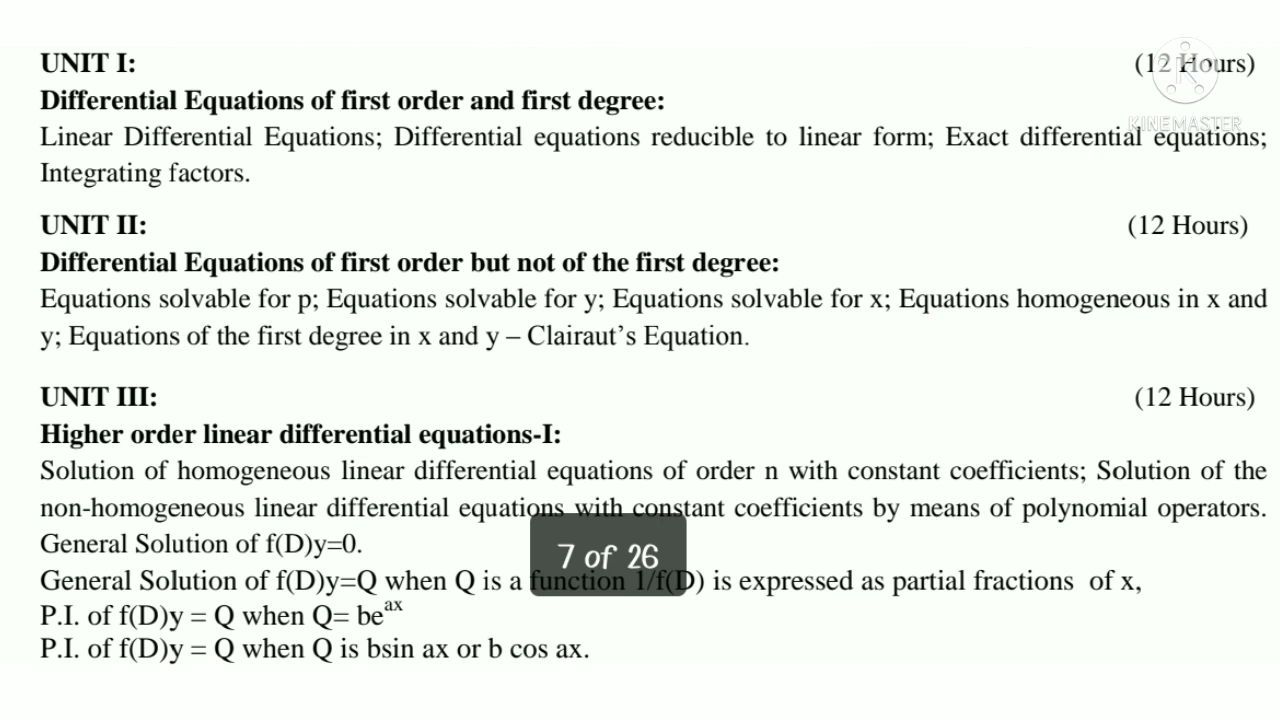 UNIT I: (12 Hours)
KINEMASTER
Differential Equations of first order and first degree:
Linear Differential Equations; Differential equations reducible to linear form; Exact differential equations;
Integrating factors.
UNIT II: (12 Hours)
Differential Equations of first order but not of the first degree:
Equations solvable for p; Equations solvable for y; Equations solvable for x; Equations homogeneous in x and
y; Equations of the first degree in x and y – Clairaut’s Equation.
UNIT III: (12 Hours)
Higher order linear differential equations-I:
Solution of homogeneous linear differential equations of order n with constant coefficients; Solution of the
non-homogeneous linear differential equations with constant coefficients by means of polynomial operators.
General Solution of f(D)y=0.
7 of 26
General Solution of f(D)y=Q when Q is a function 1/f(D) is expressed as partial fractions of x,
P.I. of f(D)y = Q when Q= beᵃˣ
P.I. of f(D)y = Q when Q is bsin ax or b cos ax.